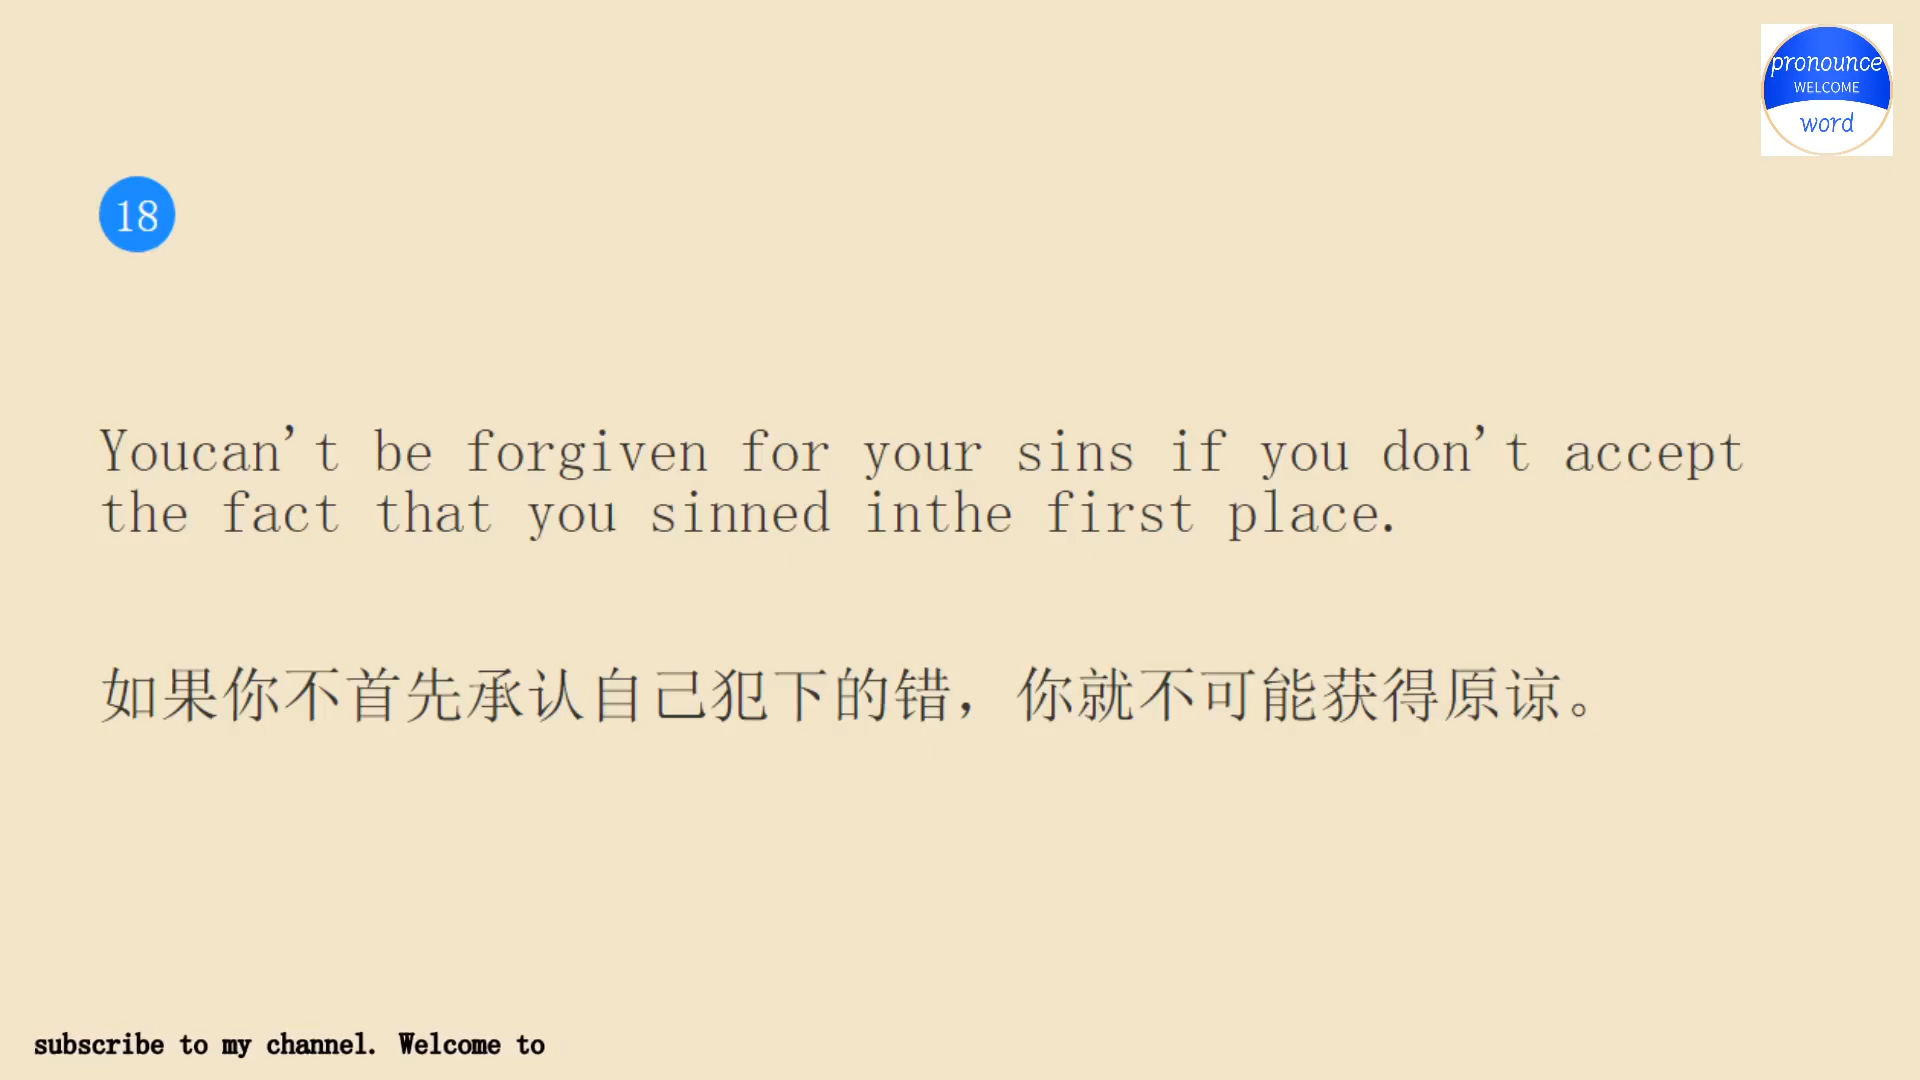 pronounce
WELCOME
word
18
Youcan't be forgiven for your sins if you don't accept
the fact that you sinned inthe first place.
如果你不首先承认自己犯下的错，你就不可能获得原谅。
subscribe to my channel. Welcome to